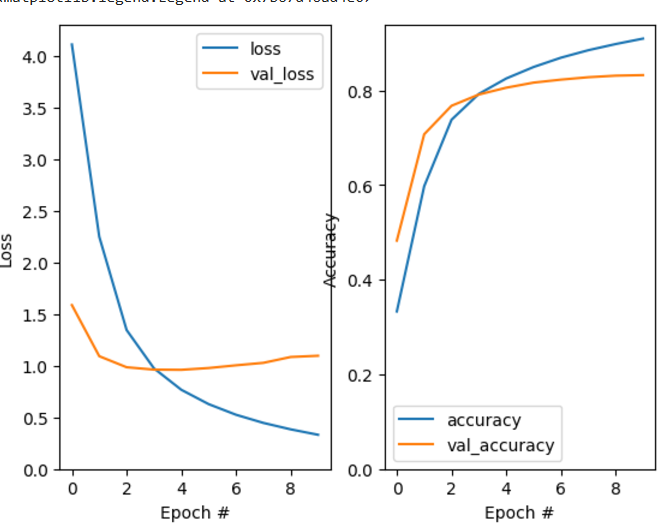 4.0
3.5
3.0
2.5
2.0
1.5
1.0
0.5
0.0
Loss
loss
val_loss
0 2 4 6 8
Epoch #
0.8
0.6
0.4
0.2
0.0
Accuracy
accuracy
val_accuracy
0 2 4 6 8
Epoch #